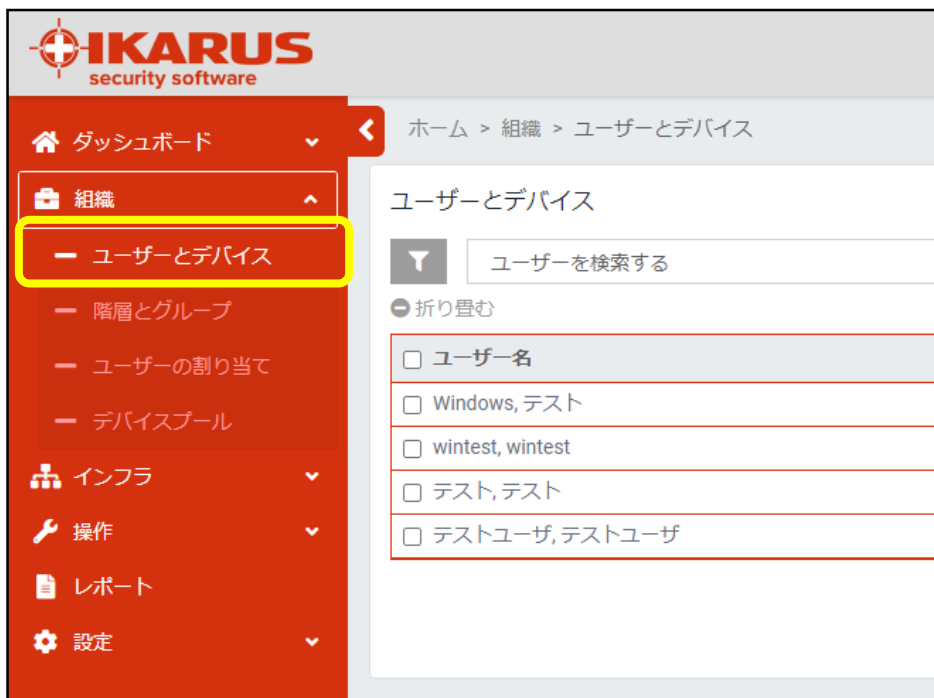 IKARUS
security software
ダッシュボード
組織
ユーザーとデバイス
階層とグループ
ユーザーの割り当て
デバイスプール
インフラ
操作
レポート
設定
ホーム > 組織 > ユーザーとデバイス
ユーザーとデバイス
ユーザーを検索する
折り畳む
ユーザー名
Windows, テスト
wintest, wintest
テスト, テスト
テストユーザ, テストユーザ